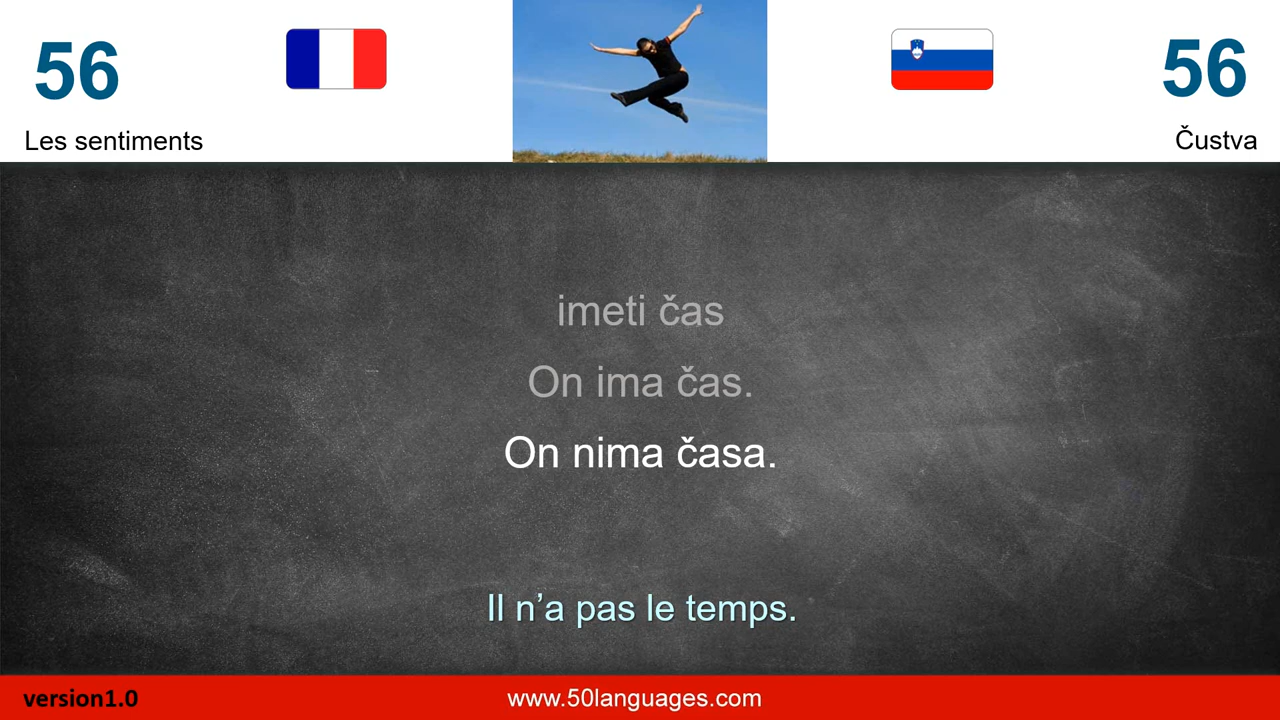 56
56
Les sentiments
Čustva
imeti čas
On ima čas.
On nima časa.
Il n’a pas le temps.
version1.0
www.50languages.com